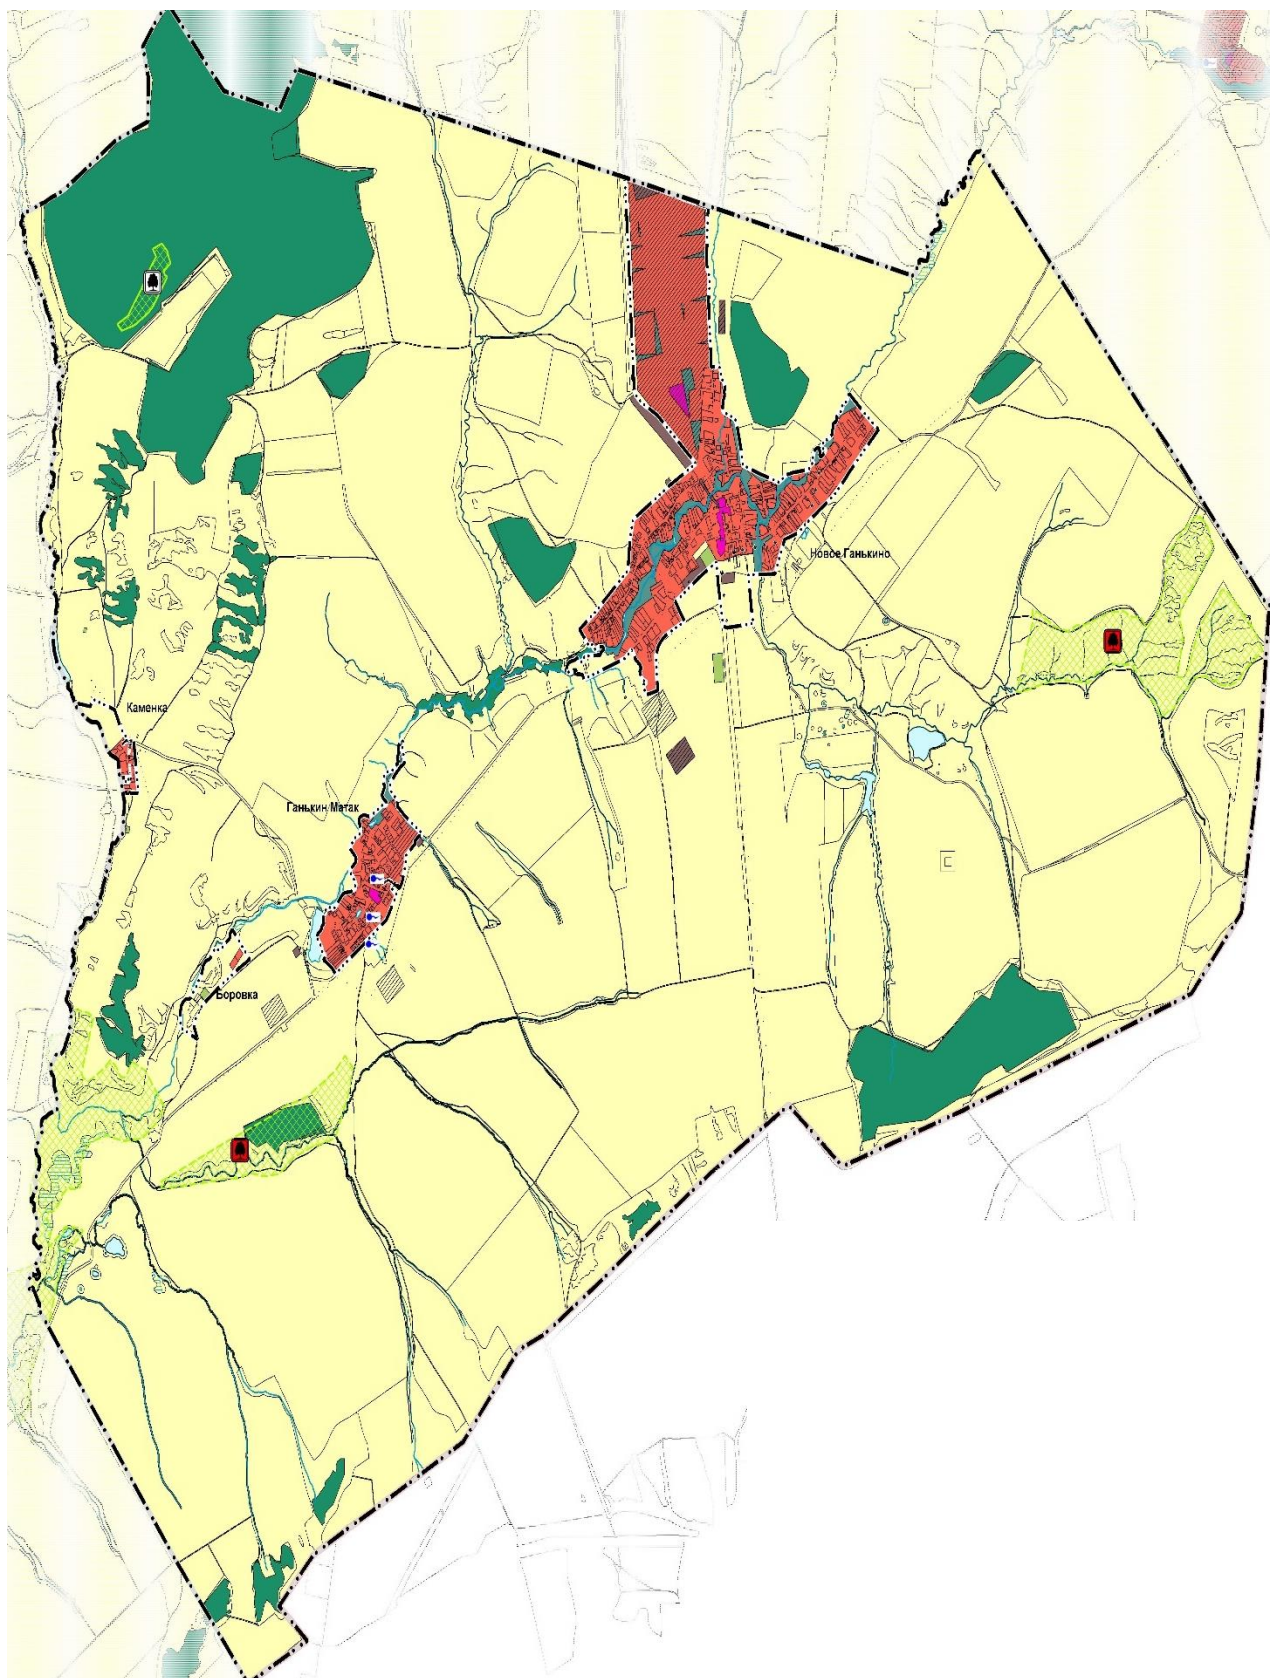 Новое Ганькино
Каменка
Ганькин Матак
С
Боровка